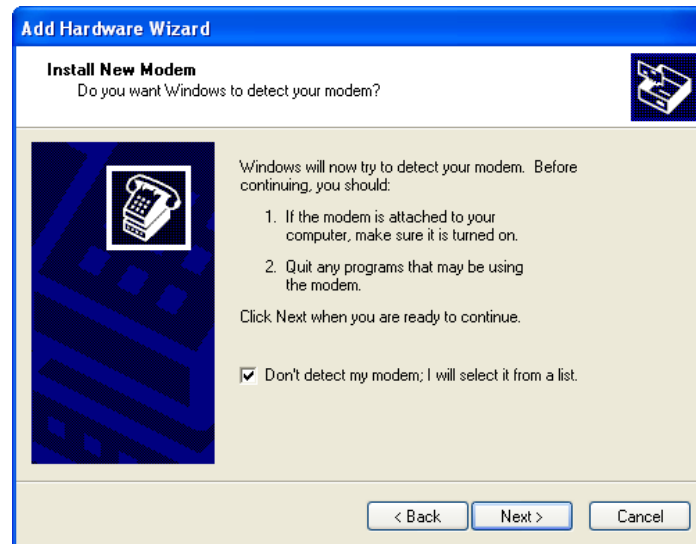 Add Hardware Wizard
Install New Modem
Do you want Windows to detect your modem?
Windows will now try to detect your modem. Before
continuing, you should:
1. If the modem is attached to your
computer, make sure it is turned on.
2. Quit any programs that may be using
the modem.
Click Next when you are ready to continue.
Don't detect my modem; I will select it from a list.
< Back Next > Cancel